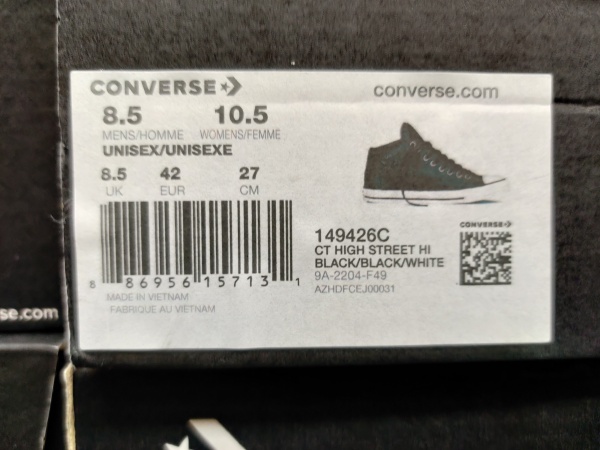 CONVERSE
converse.com
8.5 10.5
MENS/HOMME WOMENS/FEMME
UNISEX/UNISEXE
8.5 42 27
UK EUR CM
8 86956 15713 1
MADE IN VIETNAM
FABRIQUE AU VIETNAM
149426C
CT HIGH STREET HI
BLACK/BLACK/WHITE
9A-2204-F49
AZHDFCEJ00031
CONVERSE
se.com